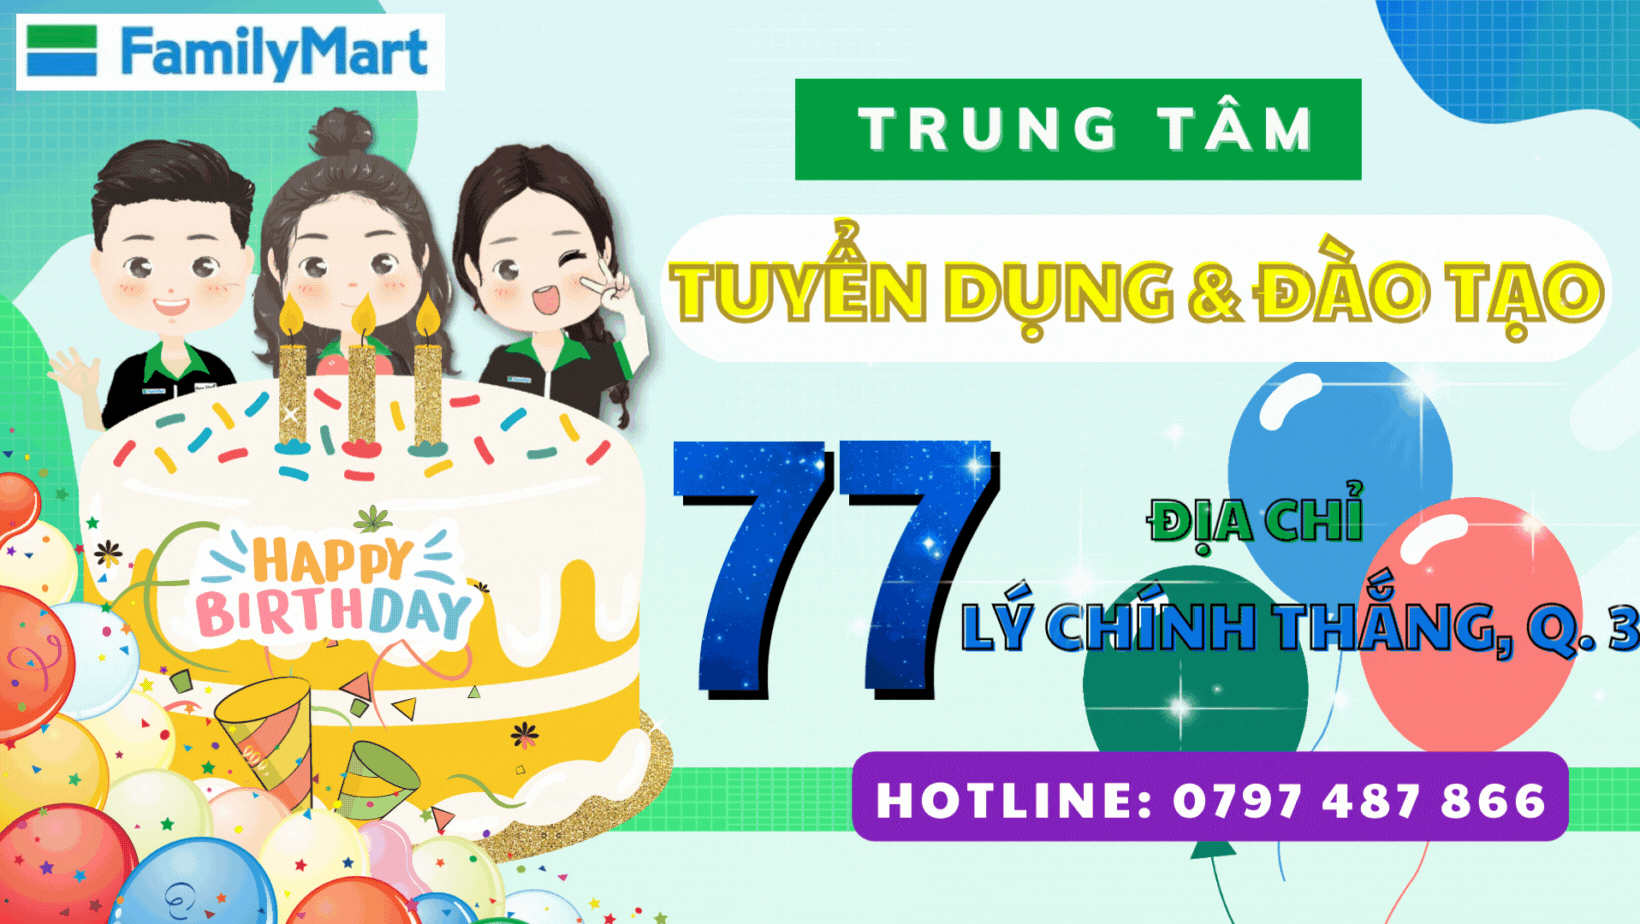 FamilyMart
TRUNG TÂM
TUYỂN DỤNG & ĐÀO TẠO
77
ĐỊA CHỈ
LÝ CHÍNH THẮNG, Q. 3
HAPPY
BIRTHDAY
HOTLINE: 0797 487 866